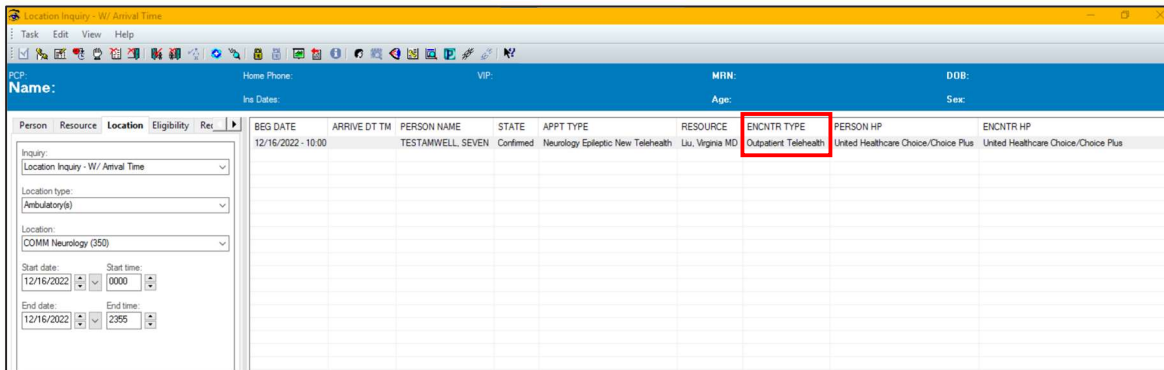 Location Inquiry - W/ Arrival Time
Task Edit View Help
PCP: Home Phone: VIP: MRN: DOB:
Name:
Ins Dates: Age: Sex:
Person Resource Location Eligibility
BEG DATE ARRIVE DT TM PERSON NAME STATE APPT TYPE RESOURCE ENCNTR TYPE PERSON HP ENCNTR HP
12/16/2022 - 10:00 TESTAMWELL, SEVEN Confirmed Neurology Epileptic New Telehealth Liu, Virginia MD Outpatient Telehealth United Healthcare Choice/Choice Plus United Healthcare Choice/Choice Plus
Inquiry:
Location Inquiry - W/ Arrival Time
Location type:
Ambulatory(s)
Location:
COMM Neurology (350)
Start date: Start time:
12/16/2022 0000
End date: End time:
12/16/2022 2355